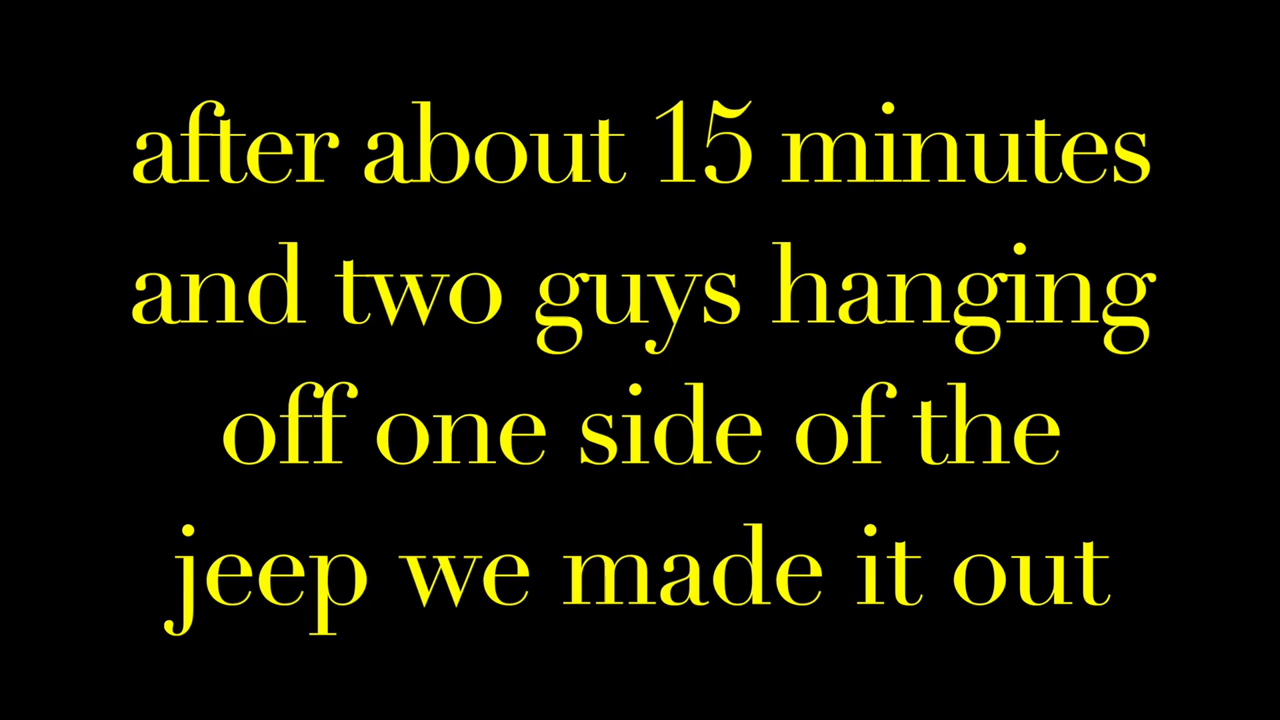 after about 15 minutes
and two guys hanging
off one side of the
jeep we made it out